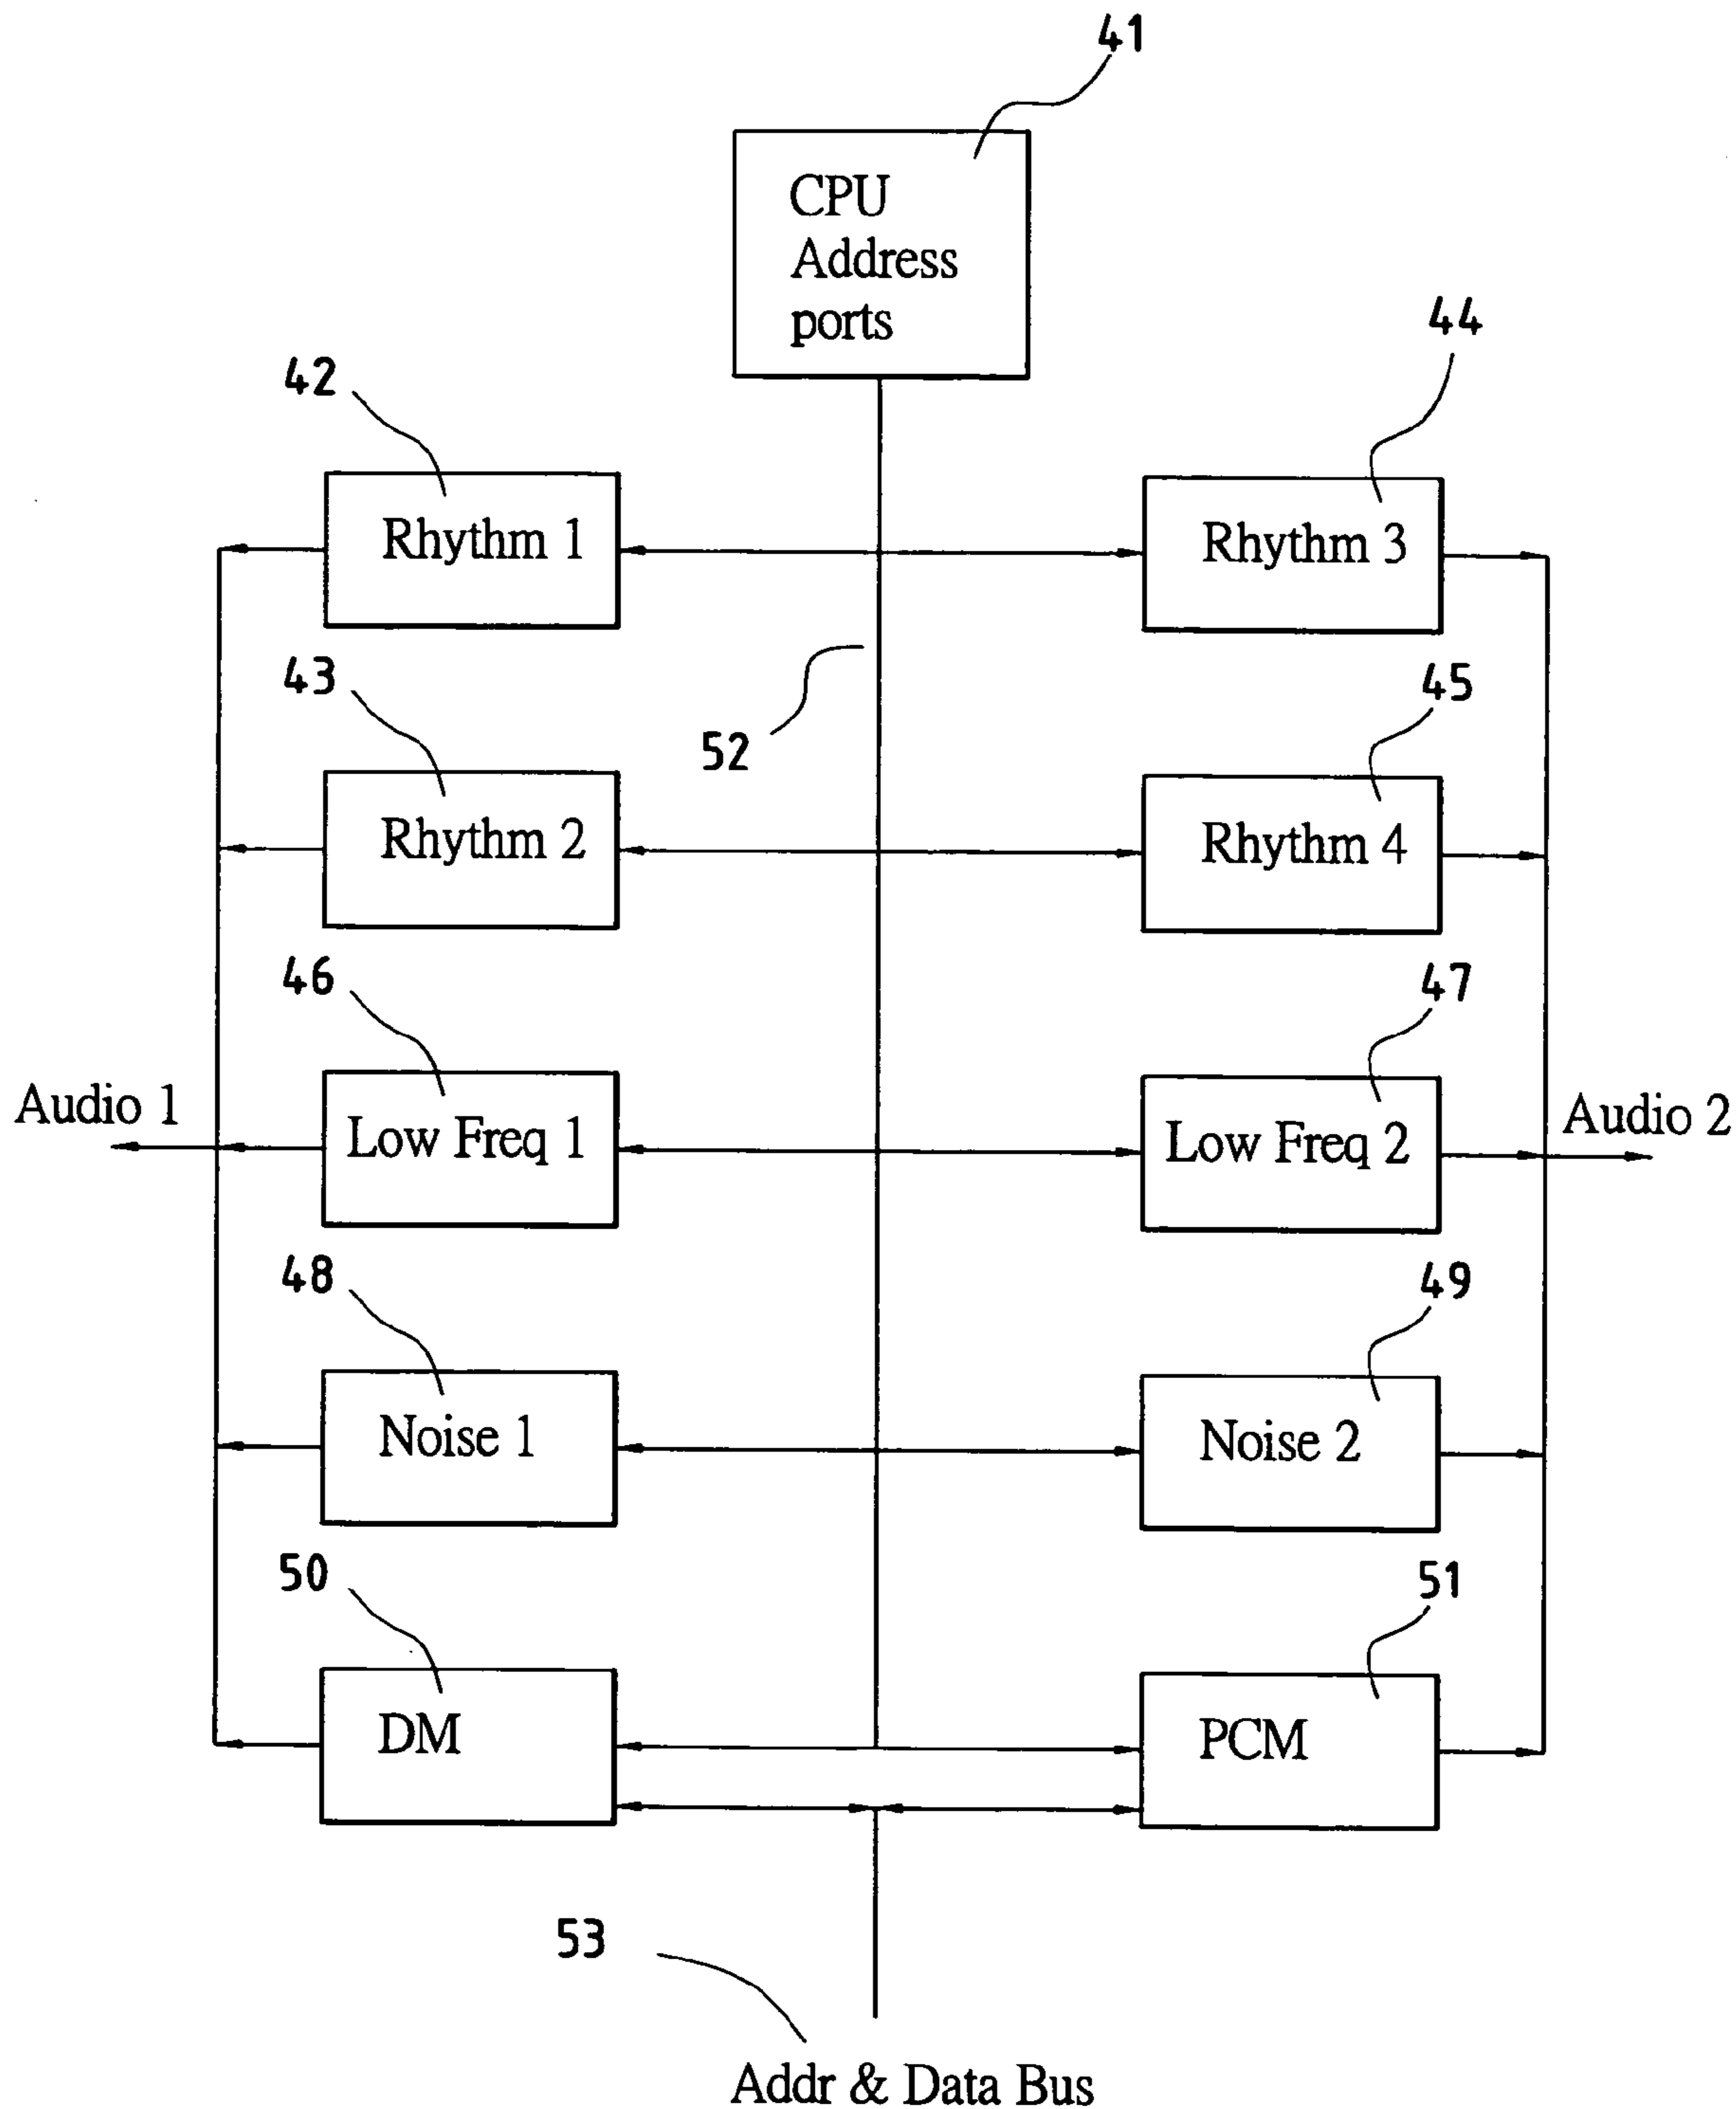 41
CPU
Address
ports
42
44
Rhythm 1
Rhythm 3
43
52
45
Rhythm 2
Rhythm 4
46
47
Audio 1
Low Freq 1
Low Freq 2
Audio 2
48
49
Noise 1
Noise 2
50
51
DM
PCM
53
Addr & Data Bus